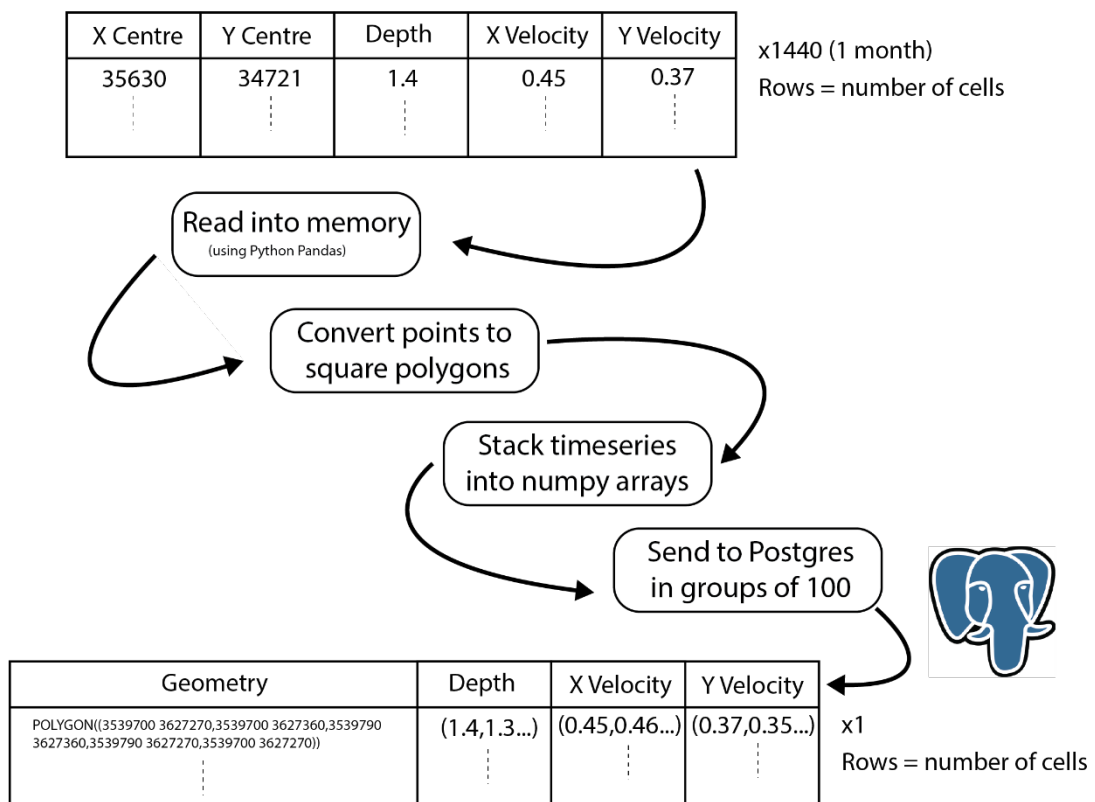 X Centre Y Centre Depth X Velocity Y Velocity
35630 34721 1.4 0.45 0.37
x1440 (1 month)
Rows = number of cells
Read into memory
(using Python Pandas)
Convert points to
square polygons
Stack timeseries
into numpy arrays
Send to Postgres
in groups of 100
Geometry Depth X Velocity Y Velocity
POLYGON((3539700 3627270,3539700 3627360,3539790
3627360,3539790 3627270,3539700 3627270))
(1.4,1.3...) (0.45,0.46...) (0.37,0.35...)
x1
Rows = number of cells